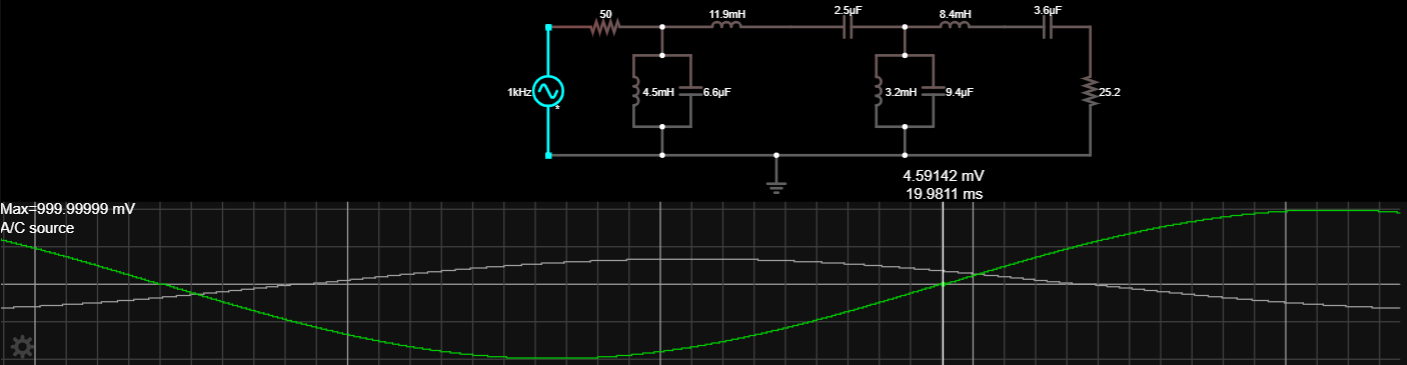 50
11.9mH
2.5μF
8.4mH
3.6μF
1kHz
4.5mH
6.6μF
3.2mH
9.4μF
25.2
4.59142 mV
19.9811 ms
Max=999.99999 mV
A/C source